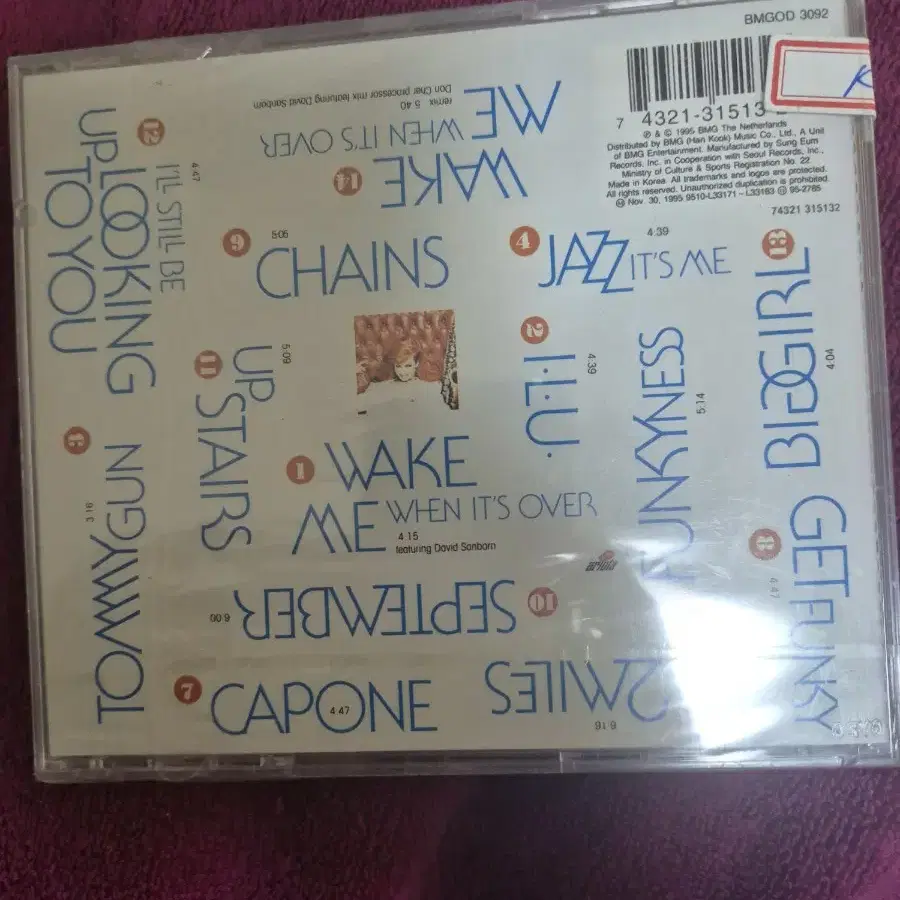 BMGOD 3092
7 4321-31513
℗ & © 1995 BMG The Netherlands
Distributed by BMG (Han Kook) Music Co., Ltd., A Unit
of BMG Entertainment. Manufactured by Sung Eum
Records, Inc. in Cooperation with Seoul Records, Inc.,
Ministry of Culture & Sports Registration No. 22
Made in Korea. All trademarks and logos are protected.
All rights reserved. Unauthorized duplication is prohibited.
Nov. 30, 1995 9510-L33171~L33183 95-2785
74321 315132
14 WAKE
ME WHEN IT'S OVER
remix 5:40
Don Char processor mix featuring David Sanborn
12 I'LL STILL BE 4:47
LOOKING
UP TO YOU
9 CHAINS 5:05
4 JAZZ IT'S ME 4:39
13 BIGGIRL 4:04
2 I·L·U· 4:39
FUNKYNESS 5:14
11 UP STAIRS 5:09
1 WAKE
ME WHEN IT'S OVER
4:15
featuring David Sanborn
3 TOMMYGUN 3:16
GET FUNKY 4:47
arista
10 SEPTEMBER 6:00
7 CAPONE 4:47
2MILES 6:16